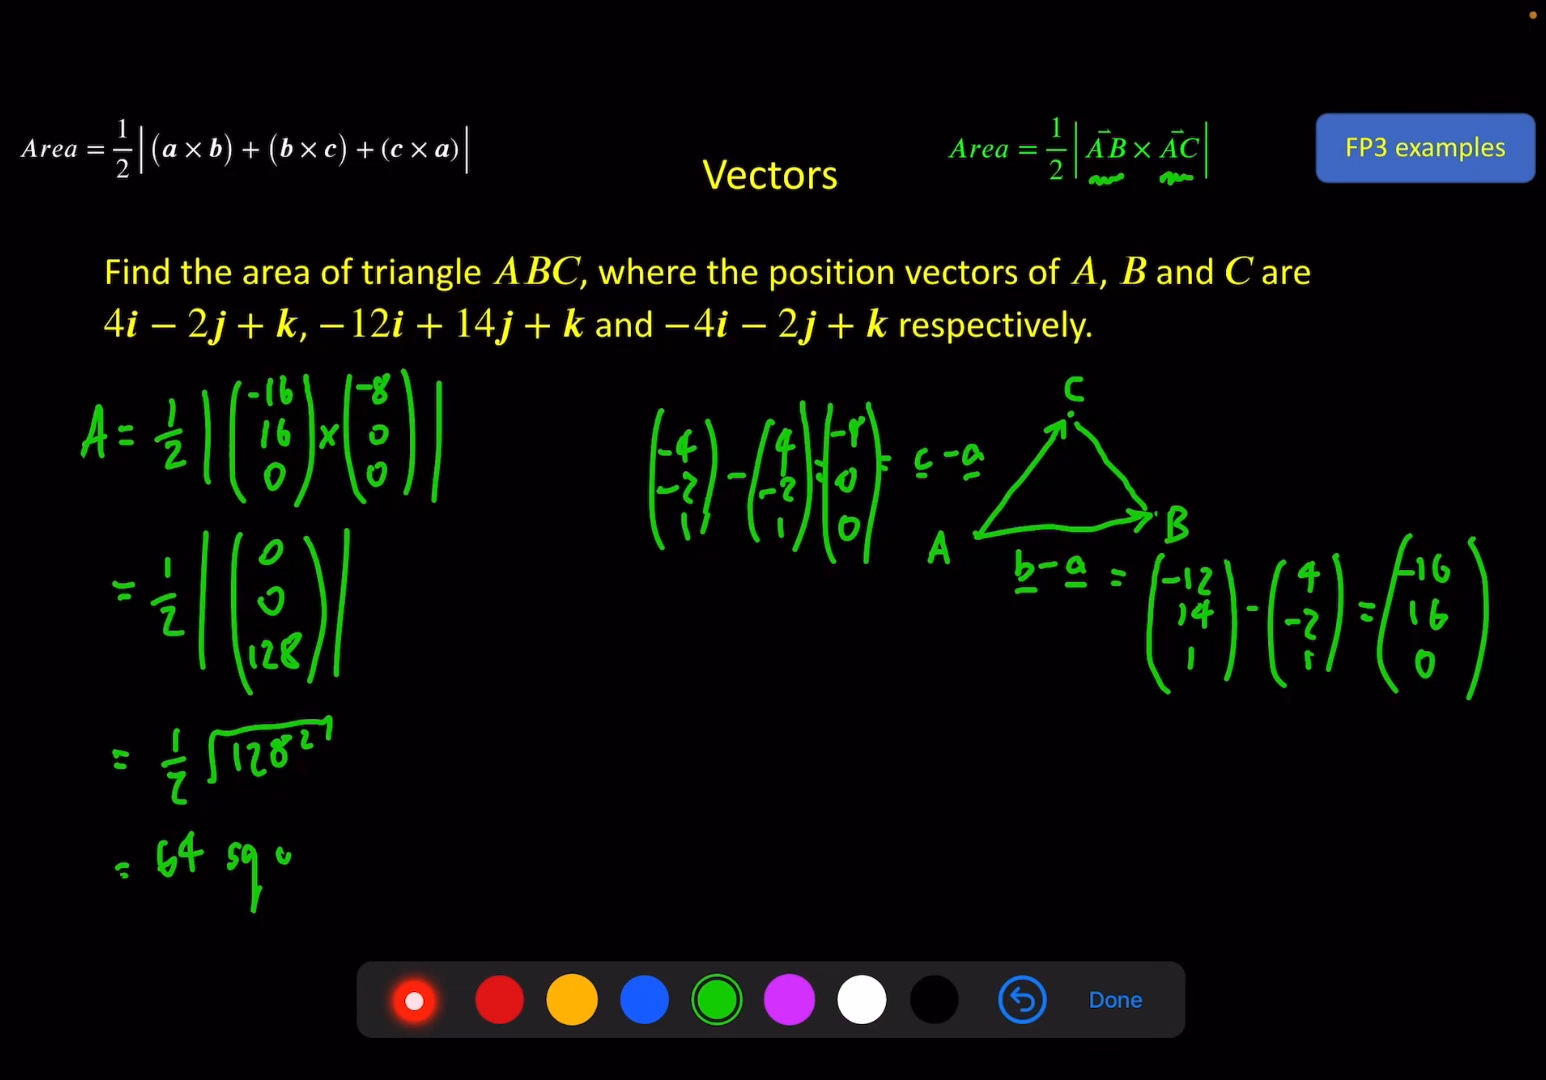 Area = 1/2 |(a × b) + (b × c) + (c × a)|
Vectors
Area = 1/2 |AB⃗ × AC⃗|
FP3 examples
Find the area of triangle ABC, where the position vectors of A, B and C are
4i − 2j + k, −12i + 14j + k and −4i − 2j + k respectively.
A = 1/2 |(-16 16 0) × (-8 0 0)|
= 1/2 |(0 0 128)|
= 1/2 √128²
= 64 sq u
(-4 -2 1) - (4 -2 1) = (-8 0 0) = c - a
C
A
B
b - a = (-12 14 1) - (4 -2 1) = (-16 16 0)
Done